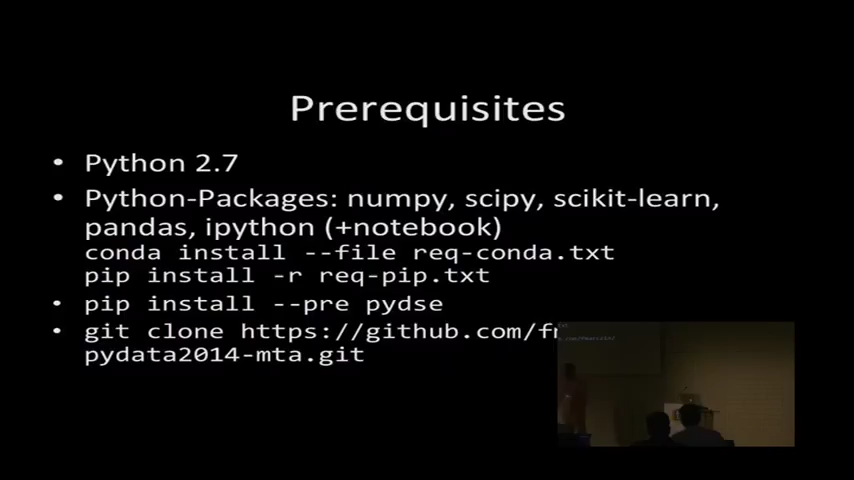 Prerequisites
• Python 2.7
• Python-Packages: numpy, scipy, scikit-learn,
pandas, ipython (+notebook)
conda install --file req-conda.txt
pip install -r req-pip.txt
• pip install --pre pydse
• git clone https://github.com/
pydata2014-mta.git